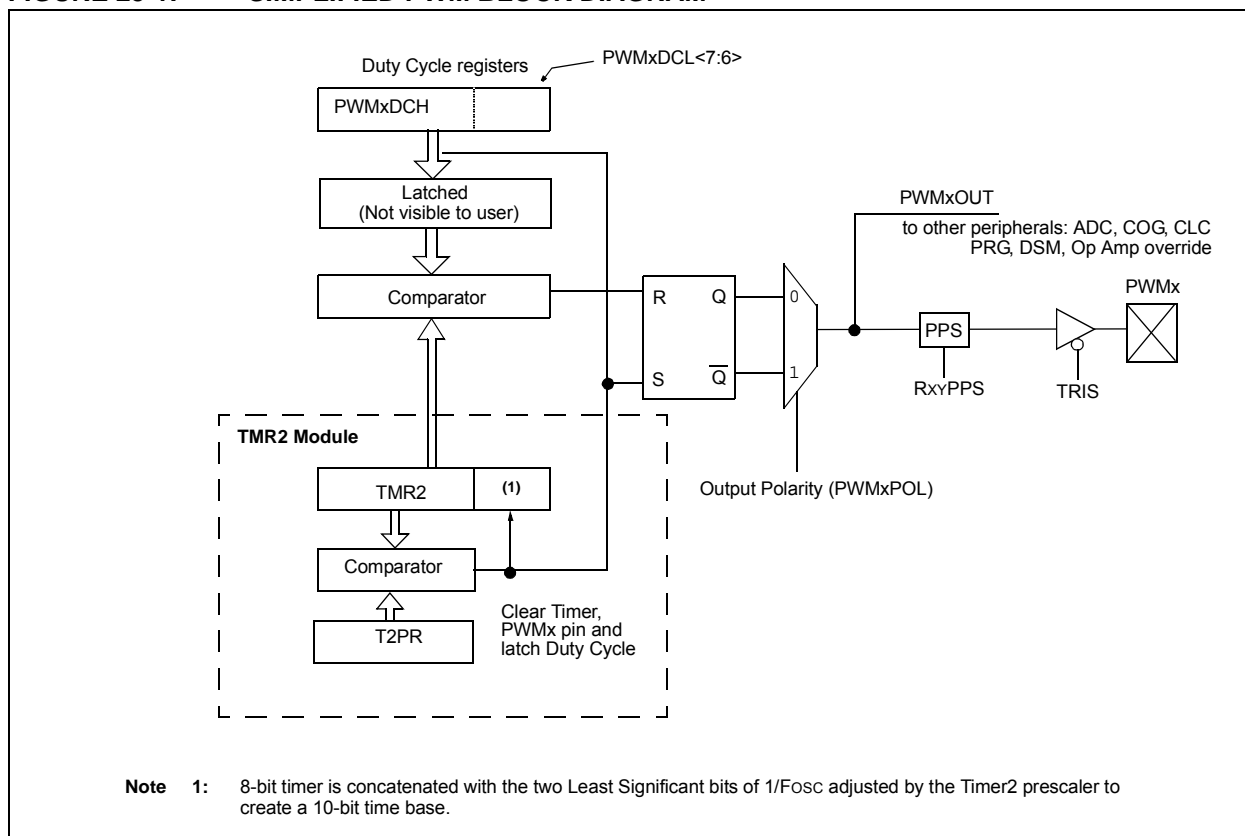 Duty Cycle registers
PWMxDCL<7:6>
PWMxDCH
Latched
(Not visible to user)
Comparator
R Q
S Q̅
0
1
PWMxOUT
to other peripherals: ADC, COG, CLC
PRG, DSM, Op Amp override
PWMx
PPS
RXYPPS
TRIS
Output Polarity (PWMxPOL)
TMR2 Module
TMR2 (1)
Comparator
T2PR
Clear Timer,
PWMx pin and
latch Duty Cycle
Note 1: 8-bit timer is concatenated with the two Least Significant bits of 1/FOSC adjusted by the Timer2 prescaler to
create a 10-bit time base.